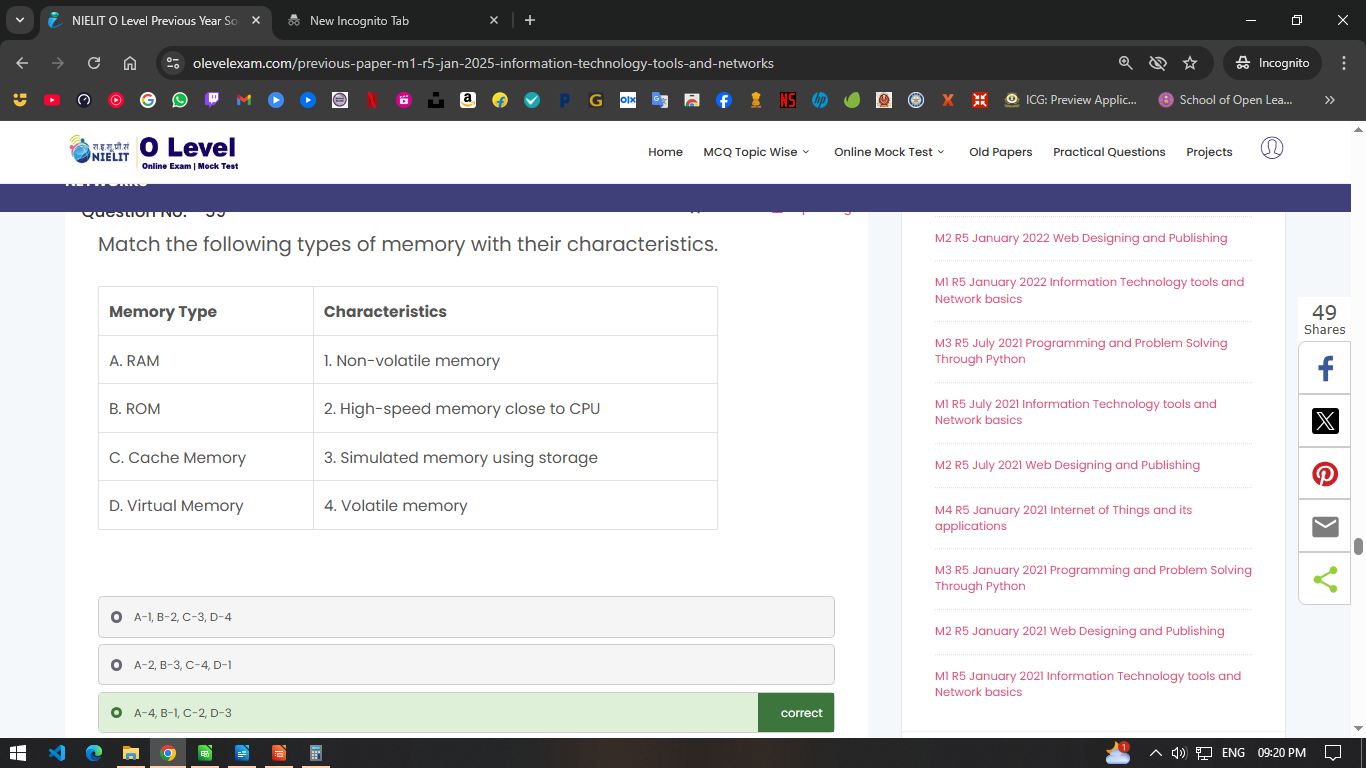 NIELIT O Level Previous Year So
New Incognito Tab
olevelexam.com/previous-paper-m1-r5-jan-2025-information-technology-tools-and-networks
Incognito
ICG: Preview Applic...
School of Open Lea...
NIELIT
O Level
Online Exam | Mock Test
Home
MCQ Topic Wise
Online Mock Test
Old Papers
Practical Questions
Projects
NETWORKS
Question No. 59
Match the following types of memory with their characteristics.
Memory Type
Characteristics
A. RAM
1. Non-volatile memory
B. ROM
2. High-speed memory close to CPU
C. Cache Memory
3. Simulated memory using storage
D. Virtual Memory
4. Volatile memory
A-1, B-2, C-3, D-4
A-2, B-3, C-4, D-1
A-4, B-1, C-2, D-3
correct
M2 R5 January 2022 Web Designing and Publishing
M1 R5 January 2022 Information Technology tools and
Network basics
M3 R5 July 2021 Programming and Problem Solving
Through Python
M1 R5 July 2021 Information Technology tools and
Network basics
M2 R5 July 2021 Web Designing and Publishing
M4 R5 January 2021 Internet of Things and its
applications
M3 R5 January 2021 Programming and Problem Solving
Through Python
M2 R5 January 2021 Web Designing and Publishing
M1 R5 January 2021 Information Technology tools and
Network basics
49
Shares
1
ENG
09:20 PM